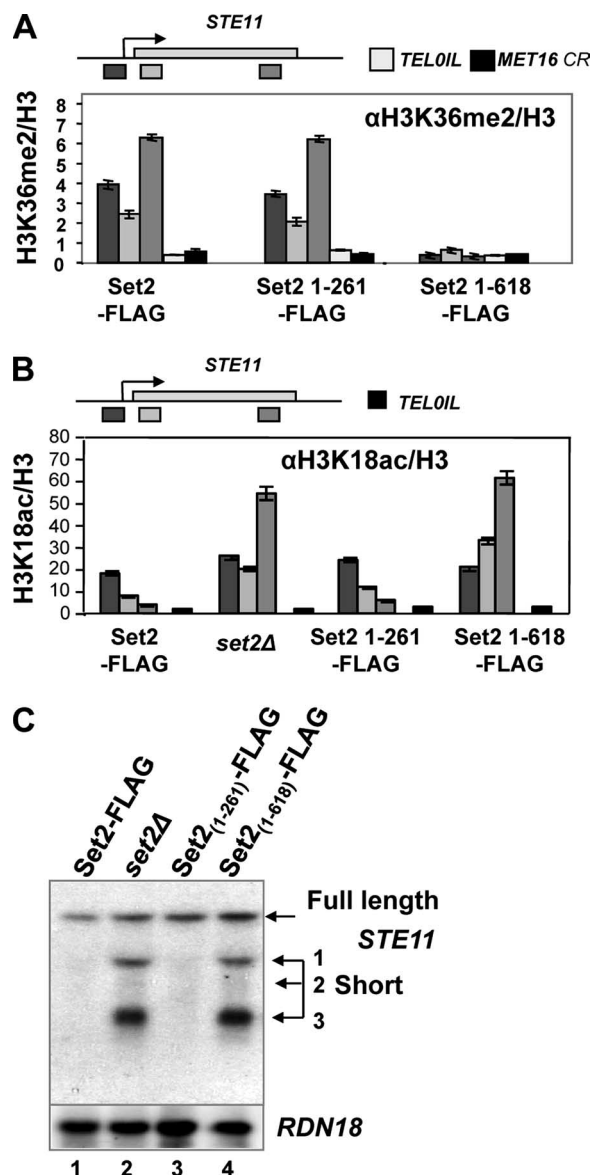 A
STE11
TEL0IL MET16 CR
αH3K36me2/H3
H3K36me2/H3
8
7
6
5
4
3
2
1
0
Set2 -FLAG
Set2 1-261 -FLAG
Set2 1-618 -FLAG
B
STE11
TEL0IL
αH3K18ac/H3
H3K18ac/H3
80
70
60
50
40
30
20
10
0
Set2 -FLAG
set2Δ
Set2 1-261 -FLAG
Set2 1-618 -FLAG
C
Set2-FLAG
set2Δ
Set2(1-261)-FLAG
Set2(1-618)-FLAG
Full length
STE11
1
2 Short
3
RDN18
1 2 3 4